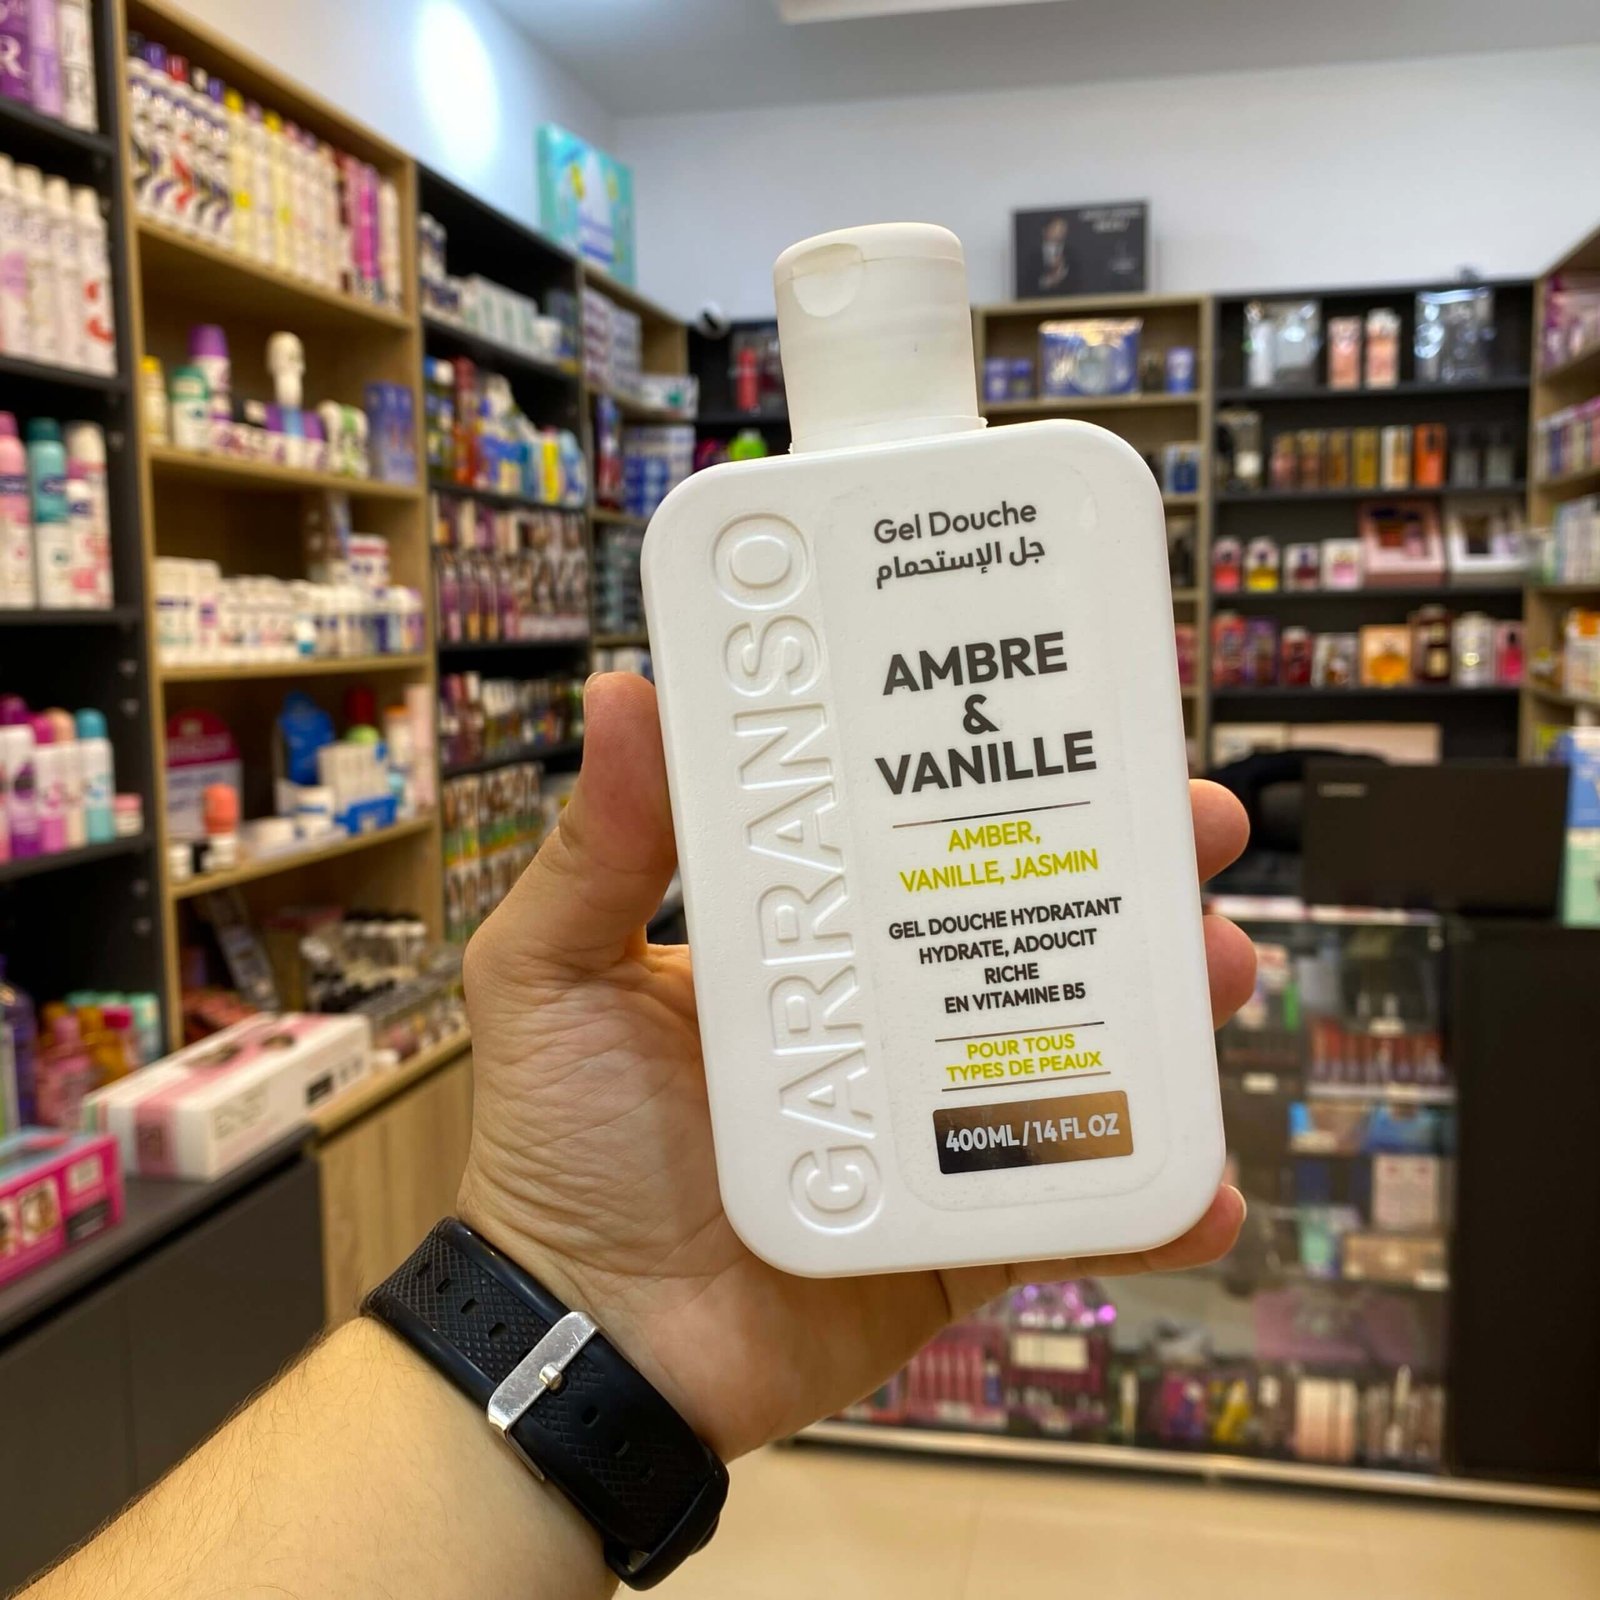 GARRANSO
Gel Douche
جل الإستحمام
AMBRE
&
VANILLE
AMBER,
VANILLE, JASMIN
GEL DOUCHE HYDRATANT
HYDRATE, ADOUCIT
RICHE
EN VITAMINE B5
POUR TOUS
TYPES DE PEAUX
400ML / 14 FL OZ